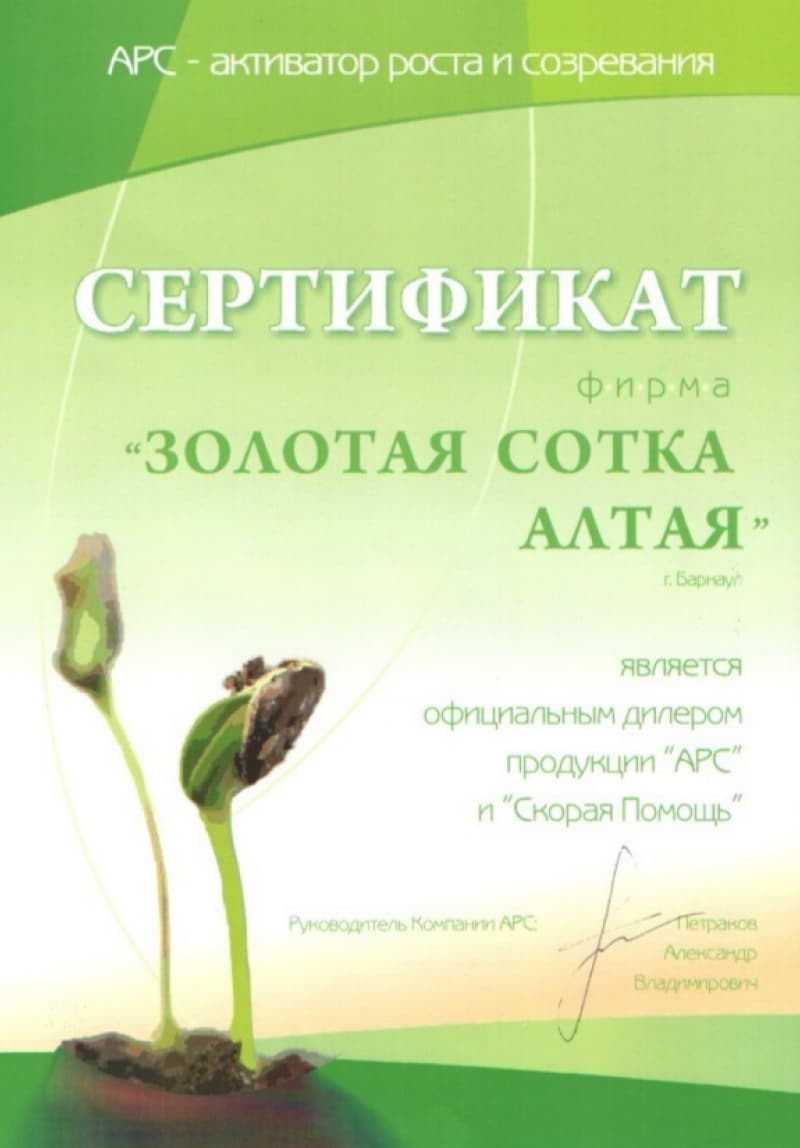 АРС - активатор роста и созревания
СЕРТИФИКАТ
ф·и·р·м·а
“ЗОЛОТАЯ СОТКА
АЛТАЯ”
г. Барнаул
является
официальным дилером
продукции "АРС"
и "Скорая Помощь"
Руководитель Компании АРС: Петраков
Александр
Владимирович